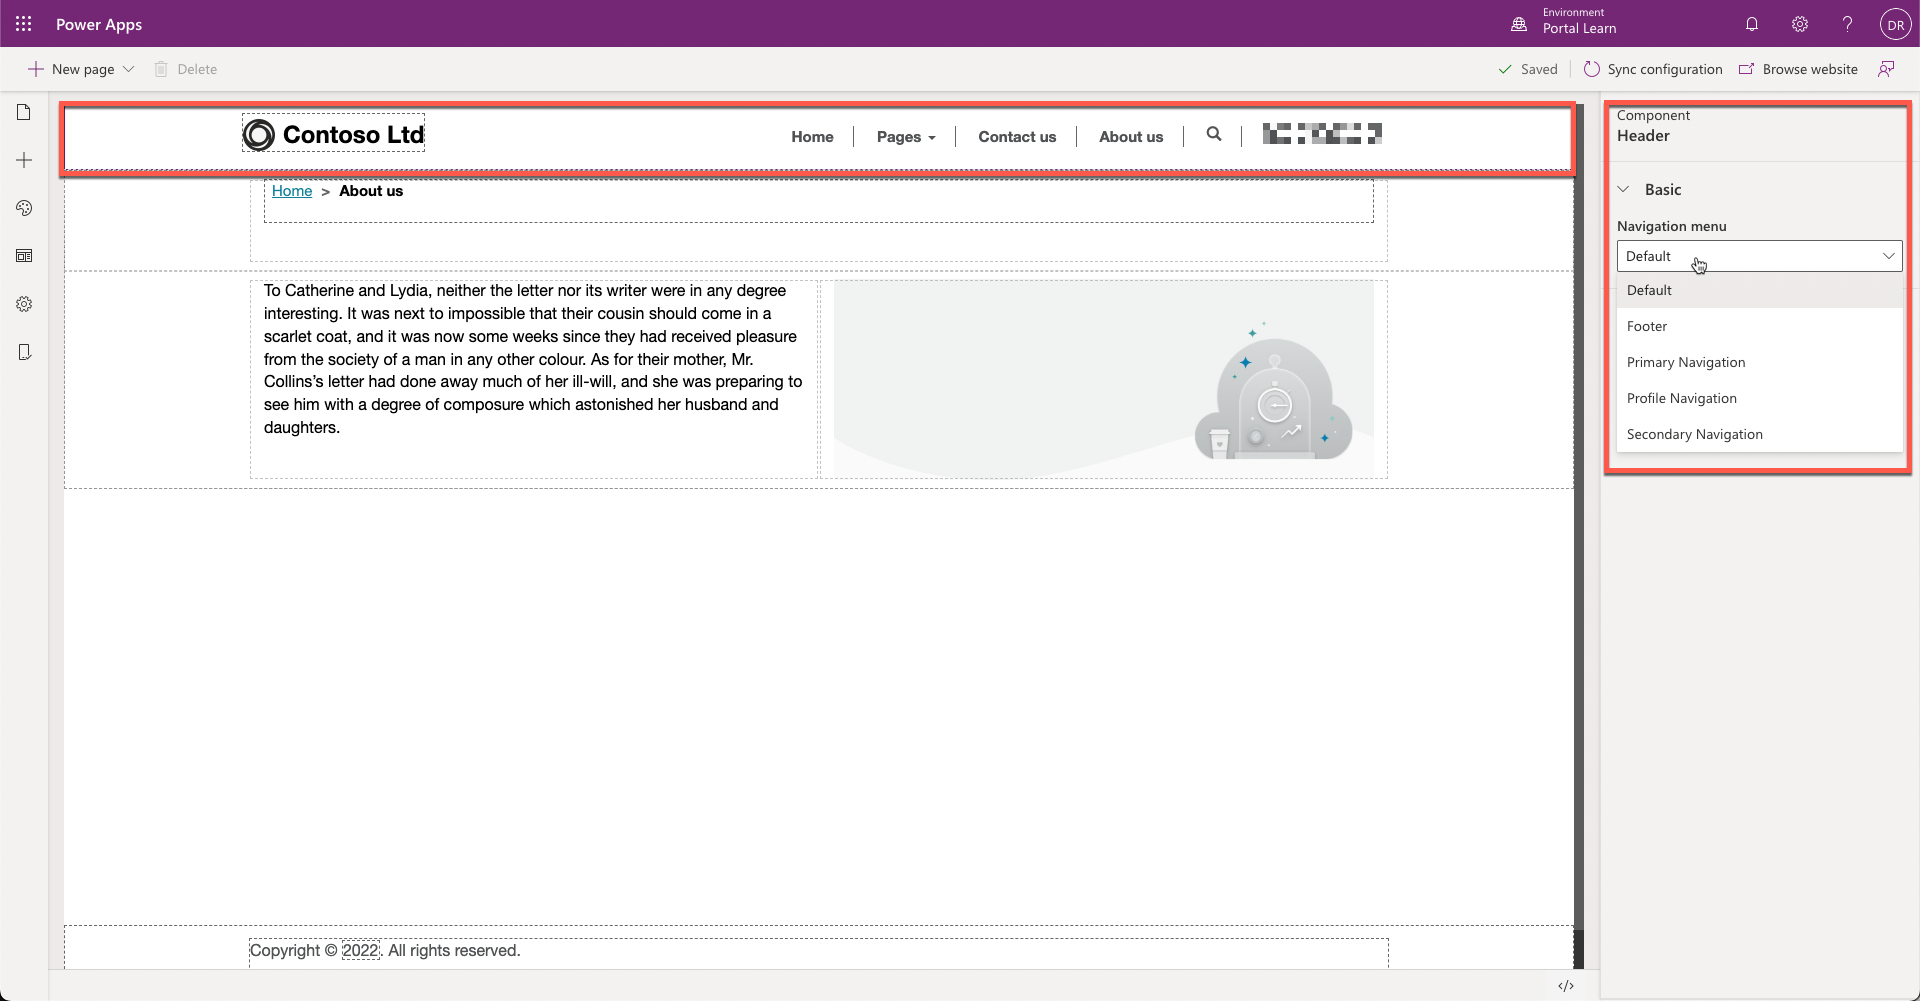 Power Apps
Environment
Portal Learn
DR
New page
Delete
Saved
Sync configuration
Browse website
Contoso Ltd
Home
Pages
Contact us
About us
Home > About us
To Catherine and Lydia, neither the letter nor its writer were in any degree
interesting. It was next to impossible that their cousin should come in a
scarlet coat, and it was now some weeks since they had received pleasure
from the society of a man in any other colour. As for their mother, Mr.
Collins’s letter had done away much of her ill-will, and she was preparing to
see him with a degree of composure which astonished her husband and
daughters.
Copyright © 2022. All rights reserved.
</>
Component
Header
Basic
Navigation menu
Default
Default
Footer
Primary Navigation
Profile Navigation
Secondary Navigation